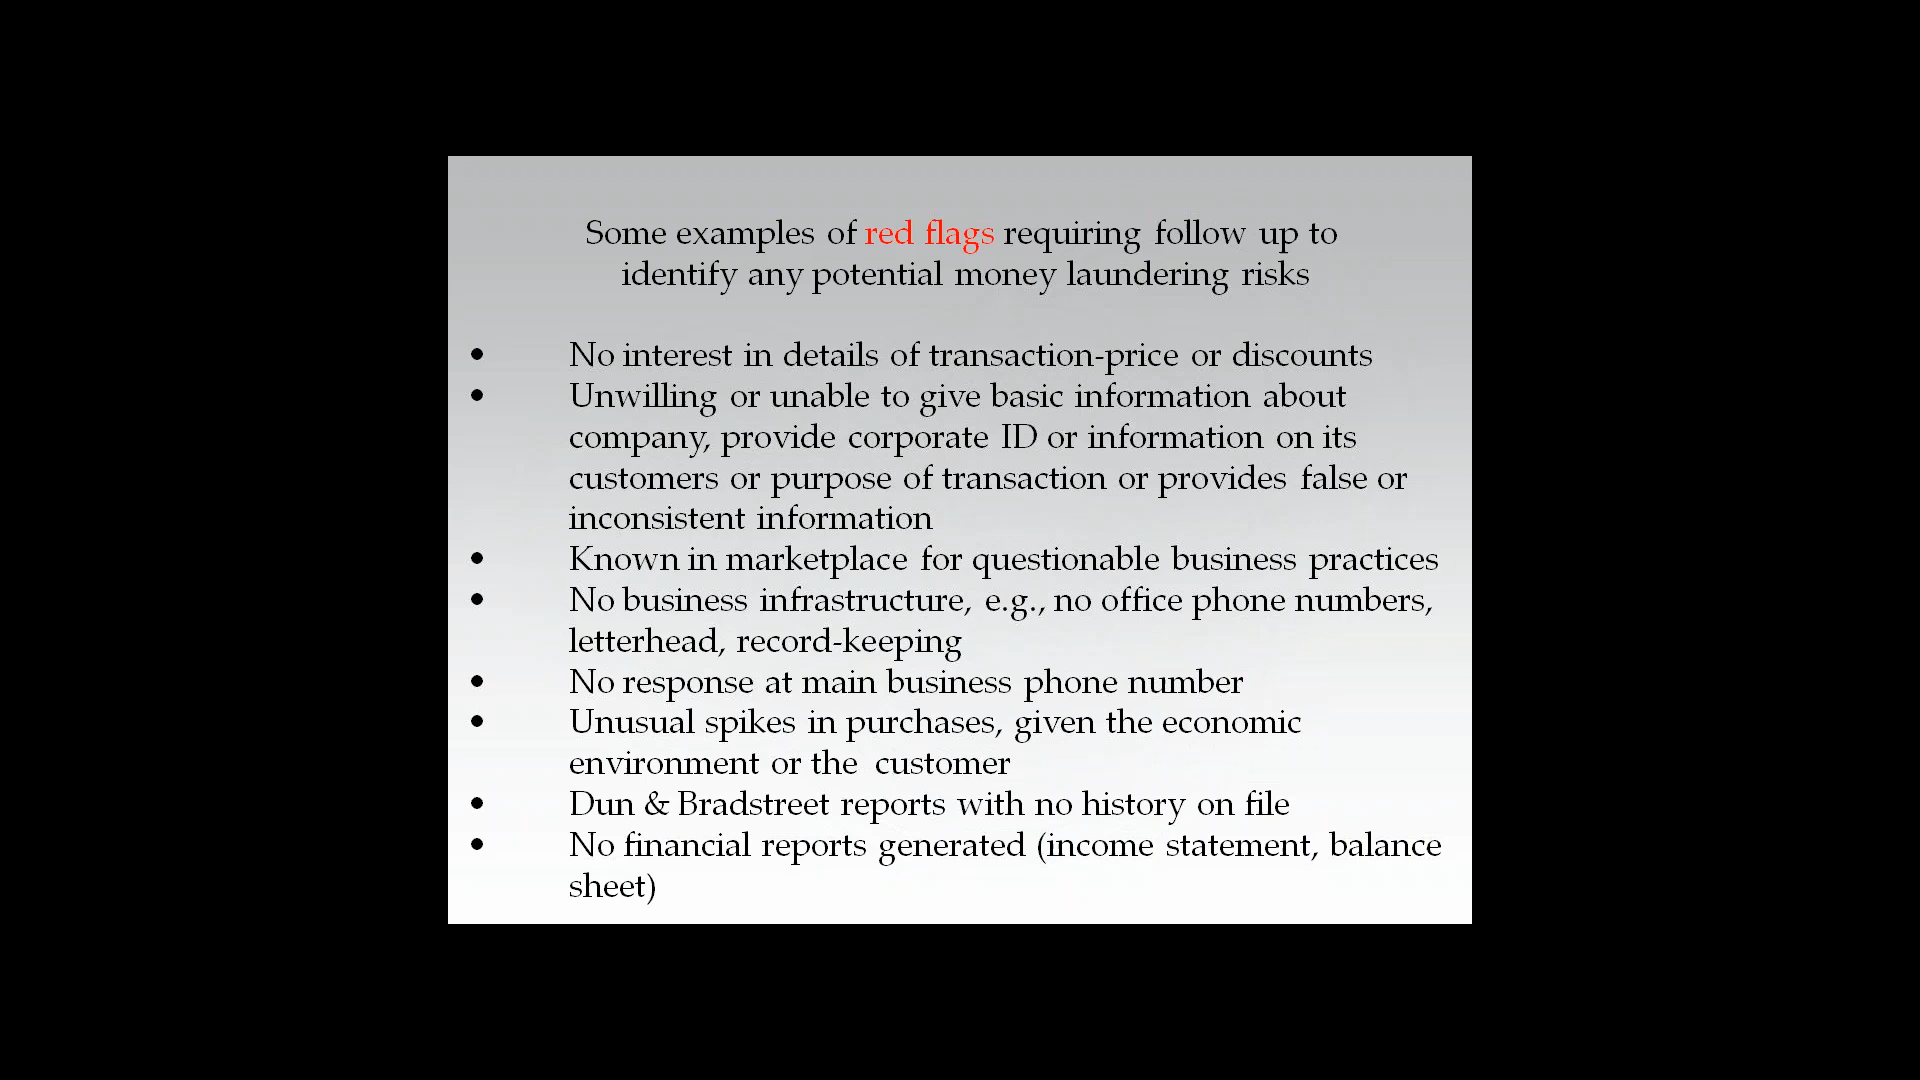 Some examples of red flags requiring follow up to
identify any potential money laundering risks
• No interest in details of transaction-price or discounts
• Unwilling or unable to give basic information about
company, provide corporate ID or information on its
customers or purpose of transaction or provides false or
inconsistent information
• Known in marketplace for questionable business practices
• No business infrastructure, e.g., no office phone numbers,
letterhead, record-keeping
• No response at main business phone number
• Unusual spikes in purchases, given the economic
environment or the customer
• Dun & Bradstreet reports with no history on file
• No financial reports generated (income statement, balance
sheet)